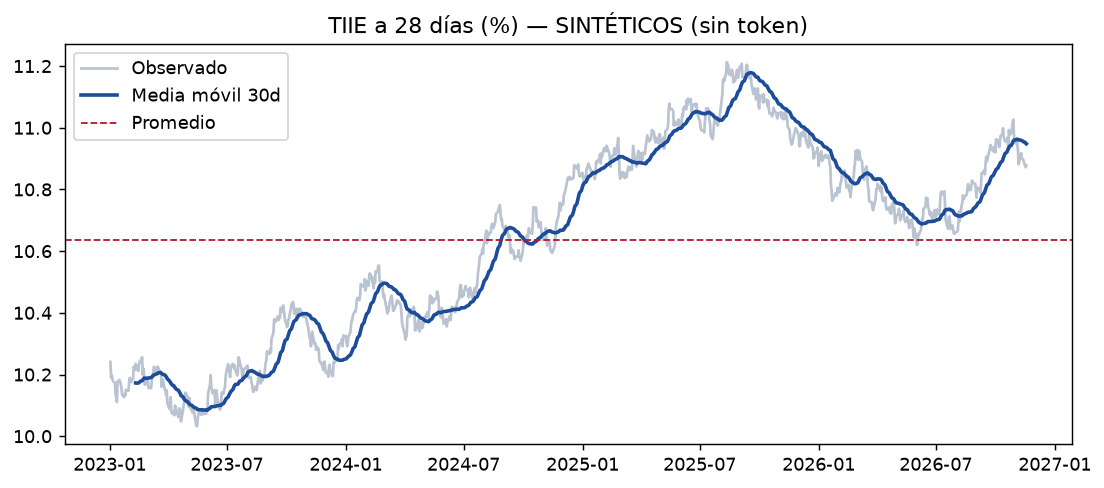 TIIE a 28 días (%) — SINTÉTICOS (sin token)
Observado
Media móvil 30d
Promedio
11.2
11.0
10.8
10.6
10.4
10.2
10.0
2023-01 2023-07 2024-01 2024-07 2025-01 2025-07 2026-01 2026-07 2027-01